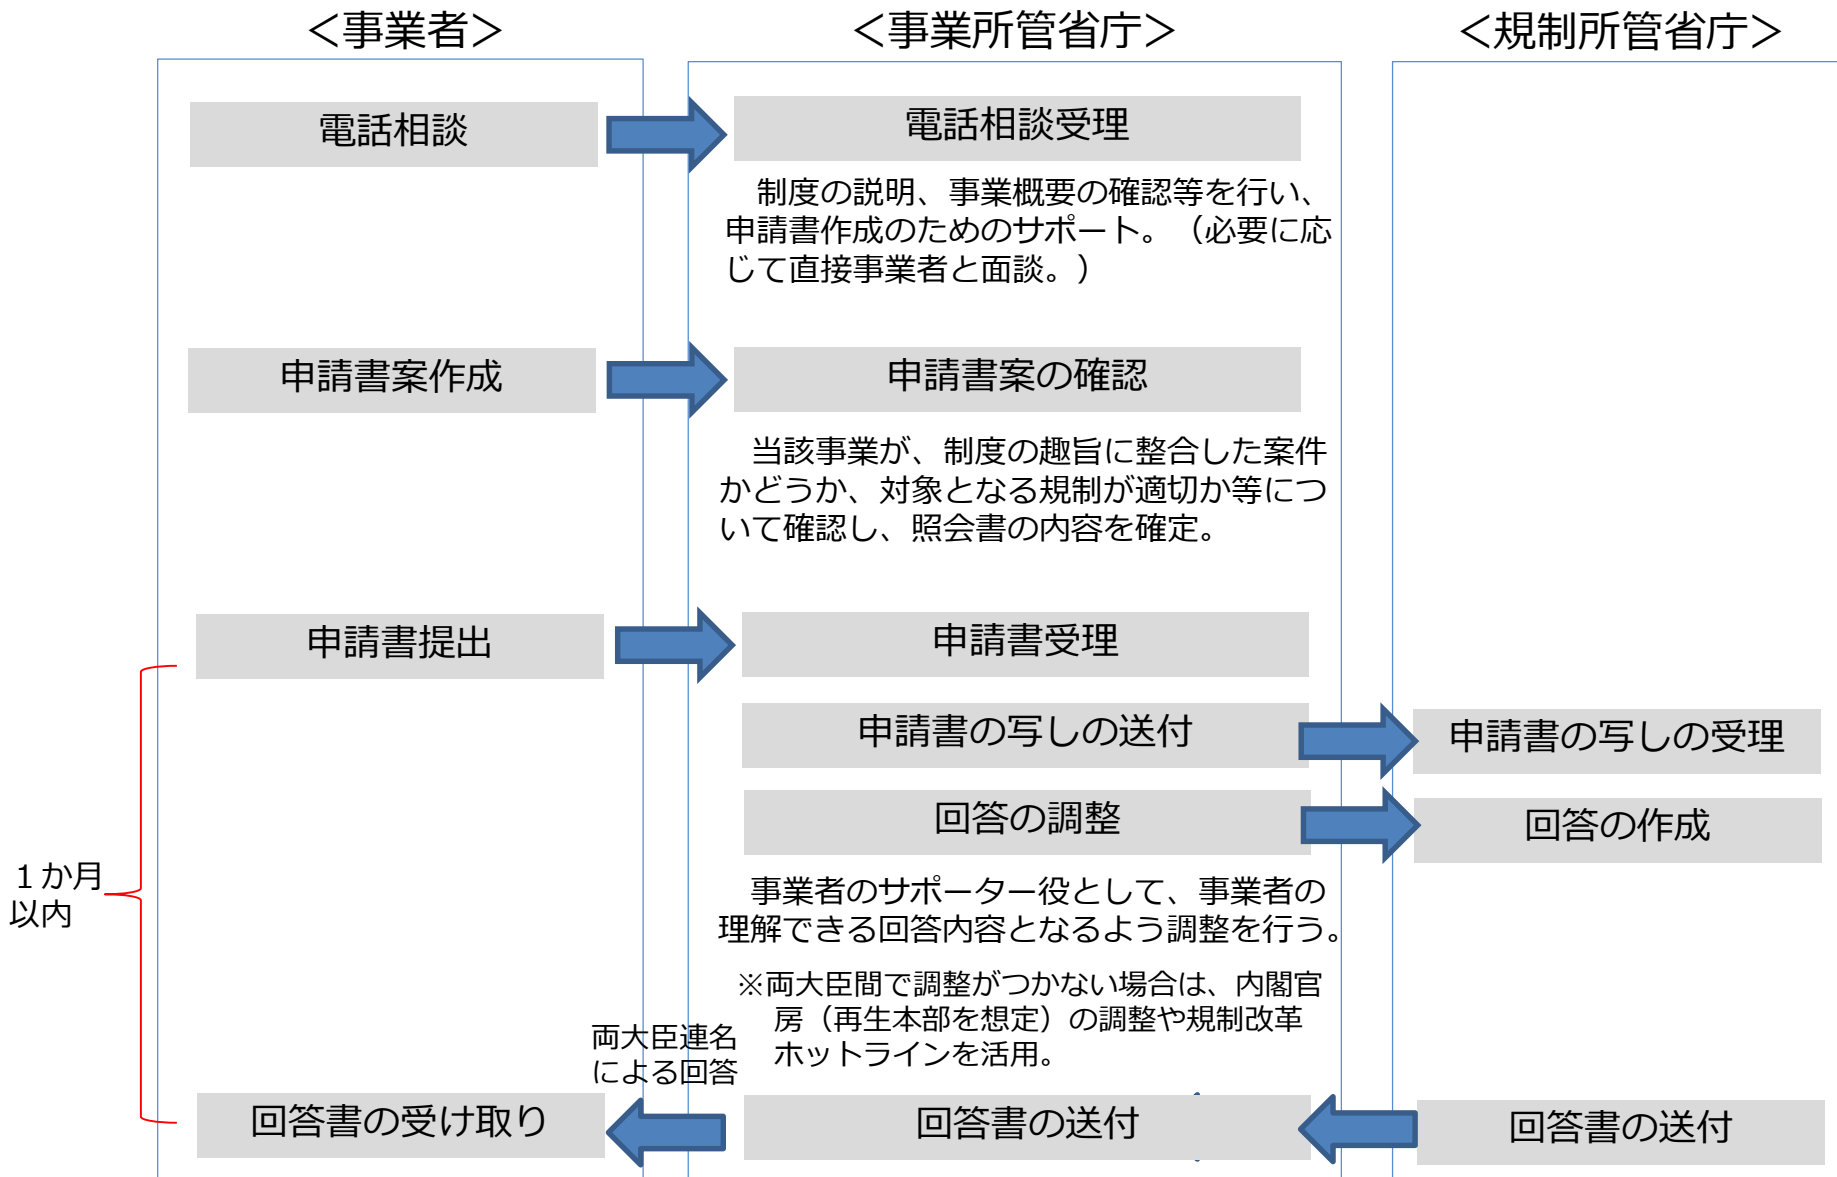 ＜事業者＞
＜事業所管省庁＞
＜規制所管省庁＞
電話相談
電話相談受理
制度の説明、事業概要の確認等を行い、
申請書作成のためのサポート。（必要に応
じて直接事業者と面談。）
申請書案作成
申請書案の確認
当該事業が、制度の趣旨に整合した案件
かどうか、対象となる規制が適切か等につ
いて確認し、照会書の内容を確定。
申請書提出
申請書受理
申請書の写しの送付
申請書の写しの受理
回答の調整
回答の作成
１か月
以内
事業者のサポーター役として、事業者の
理解できる回答内容となるよう調整を行う。
※両大臣間で調整がつかない場合は、内閣官
房（再生本部を想定）の調整や規制改革
ホットラインを活用。
両大臣連名
による回答
回答書の受け取り
回答書の送付
回答書の送付